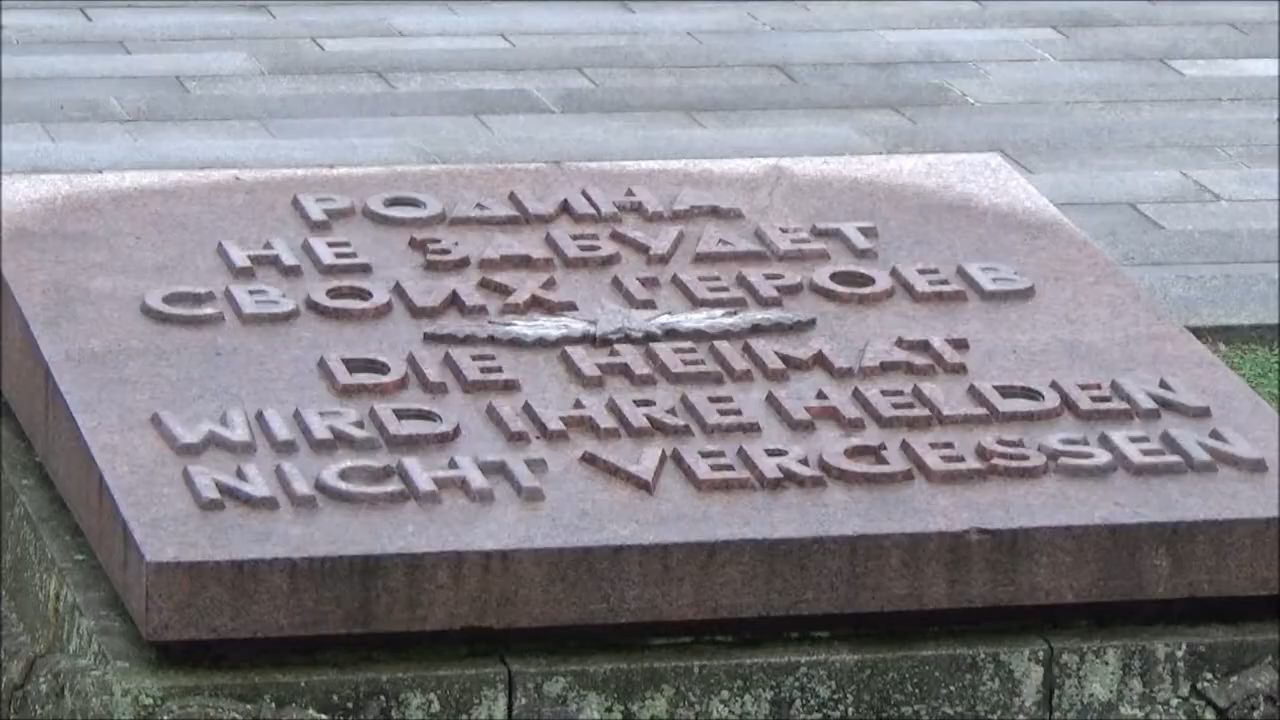 РОДИНА
НЕ ЗАБУДЕТ
СВОИХ ГЕРОЕВ
DIE HEIMAT
WIRD IHRE HELDEN
NICHT VERGESSEN